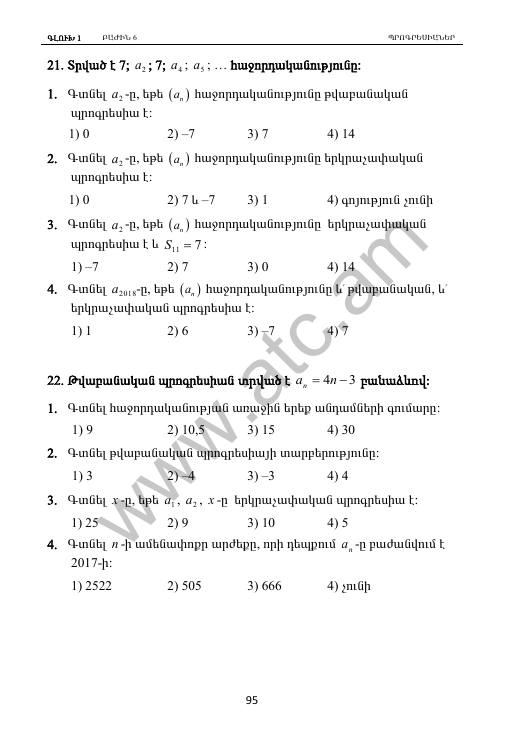 ԳԼՈՒԽ 1 ԲԱԺԻՆ 6 ՊՐՈԳՐԵՍԻԱՆԵՐ
21. Տրված է 7; a₂ ; 7; a₄ ; a₅ ; … հաջորդականությունը:
1. Գտնել a₂ -ը, եթե (aₙ) հաջորդականությունը թվաբանական
պրոգրեսիա է:
1) 0 2) –7 3) 7 4) 14
2. Գտնել a₂ -ը, եթե (aₙ) հաջորդականությունը երկրաչափական
պրոգրեսիա է:
1) 0 2) 7 և –7 3) 1 4) գոյություն չունի
3. Գտնել a₂ -ը, եթե (aₙ) հաջորդականությունը երկրաչափական
պրոգրեսիա է և S₁₁ = 7 :
1) –7 2) 7 3) 0 4) 14
4. Գտնել a₂₀₁₈-ը, եթե (aₙ) հաջորդականությունը և՛ թվաբանական, և՛
երկրաչափական պրոգրեսիա է:
1) 1 2) 6 3) –7 4) 7
22. Թվաբանական պրոգրեսիան տրված է aₙ = 4n − 3 բանաձևով:
1. Գտնել հաջորդականության առաջին երեք անդամների գումարը:
1) 9 2) 10,5 3) 15 4) 30
2. Գտնել թվաբանական պրոգրեսիայի տարբերությունը:
1) 3 2) –4 3) –3 4) 4
3. Գտնել x -ը, եթե a₁ , a₂ , x -ը երկրաչափական պրոգրեսիա է:
1) 25 2) 9 3) 10 4) 5
4. Գտնել n -ի ամենափոքր արժեքը, որի դեպքում aₙ -ը բաժանվում է
2017-ի:
1) 2522 2) 505 3) 666 4) չունի
www.atc.am
95